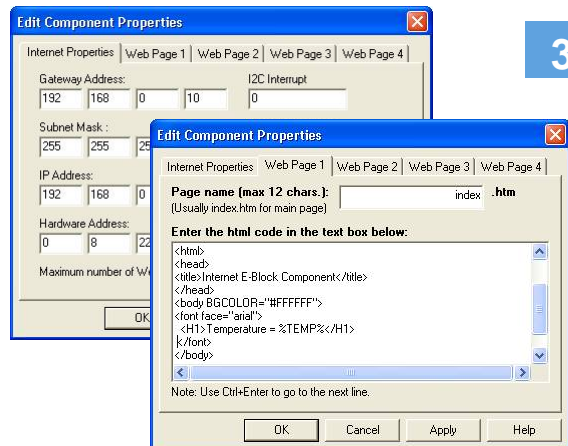 Edit Component Properties
Internet Properties Web Page 1 Web Page 2 Web Page 3 Web Page 4
Gateway Address: I2C Interrupt
192 168 0 10 0
Subnet Mask :
255 255
IP Address:
192 168 0
Hardware Address:
0 8
Maximum number of
OK
3
Edit Component Properties
Internet Properties Web Page 1 Web Page 2 Web Page 3 Web Page 4
Page name (max 12 chars.): index .htm
(Usually index.htm for main page)
Enter the html code in the text box below:
<html>
<head>
<title>Internet E-Block Component</title>
</head>
<body BGCOLOR="#FFFFFF">
<font face="arial">
<H1>Temperature = %TEMP%</H1>
</font>
</body>
Note: Use Ctrl+Enter to go to the next line.
OK Cancel Apply Help